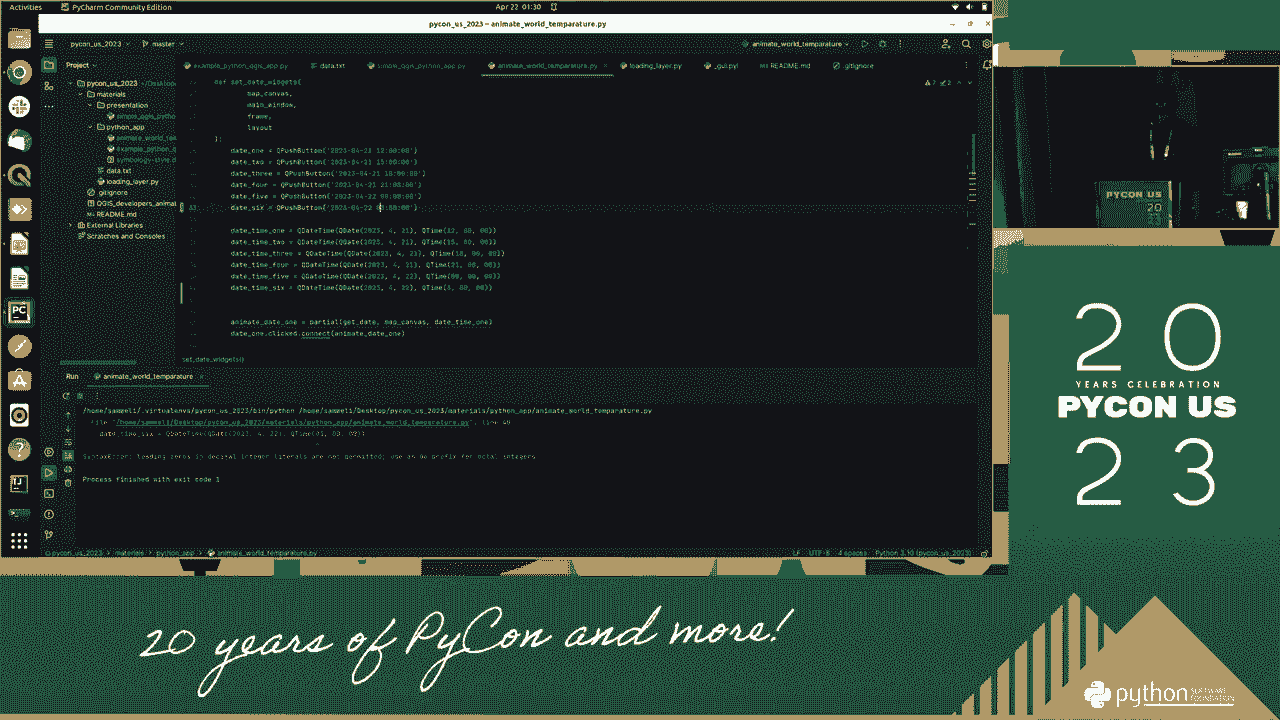 Activities
PyCharm Community Edition
Apr 22 01:30
pycon_us_2023 – animate_world_temparature.py
pycon_us_2023
master
animate_world_temparature
Project
example_python_qgis_app.py
data.txt
simple_qgis_python_app.py
animate_world_temparature.py
loading_layer.py
_gui.pyi
README.md
.gitignore
pycon_us_2023 ~/Desktop
materials
presentation
simple_qgis_pytho
python_app
animate_world_tem
example_python_q
symbology-style.d
data.txt
loading_layer.py
.gitignore
QGIS_developers_animat
README.md
External Libraries
Scratches and Consoles
def set_date_widgets(
map_canvas,
main_window,
frame,
layout
):
date_one = QPushButton('2023-04-21 12:00:00')
date_two = QPushButton('2023-04-21 15:00:00')
date_three = QPushButton('2023-04-21 18:00:00')
date_four = QPushButton('2023-04-21 21:00:00')
date_five = QPushButton('2023-04-22 00:00:00')
date_six = QPushButton('2023-04-22
date_time_one = QDateTime(QDate(2023, 4, 21), QTime(12, 00, 00))
date_time_two = QDateTime(QDate(2023, 4, 21), QTime(15, 00, 00))
date_time_three = QDateTime(QDate(2023, 4, 21), QTime(18, 00, 00))
date_time_four = QDateTime(QDate(2023, 4, 21), QTime(21, 00, 00))
date_time_five = QDateTime(QDate(2023, 4, 22), QTime(00, 00, 00))
date_time_six = QDateTime(QDate(2023, 4, 22), QTime(3, 00, 00))
animate_date_one = partial(get_date, map_canvas, date_time_one)
date_one.clicked.connect(animate_date_one)
set_date_widgets()
Run
animate_world_temparature
/home/sammeli/.virtualenvs/pycon_us_2023/bin/python /home/sammeli/Desktop/pycon_us_2023/materials/python_app/animate_world_temparature.py
File "/home/sammeli/Desktop/pycon_us_2023/materials/python_app/animate_world_temparature.py", line
date_time_six = QDateTime(QDate(2023, 4, 22), QTime(03, 00, 00))
SyntaxError: leading zeros in decimal integer literals are not permitted; use an 0o prefix for octal integers
Process finished with exit code 1
pycon_us_2023 > materials > python_app > animate_world_temparature.py
LF
UTF-8
4 spaces
Python 3.10 (pycon_us_2023)
PYCON US
20
23
20
YEARS CELEBRATION
PYCON US
23
20 years of PyCon and more!
python
SOFTWARE
FOUNDATION